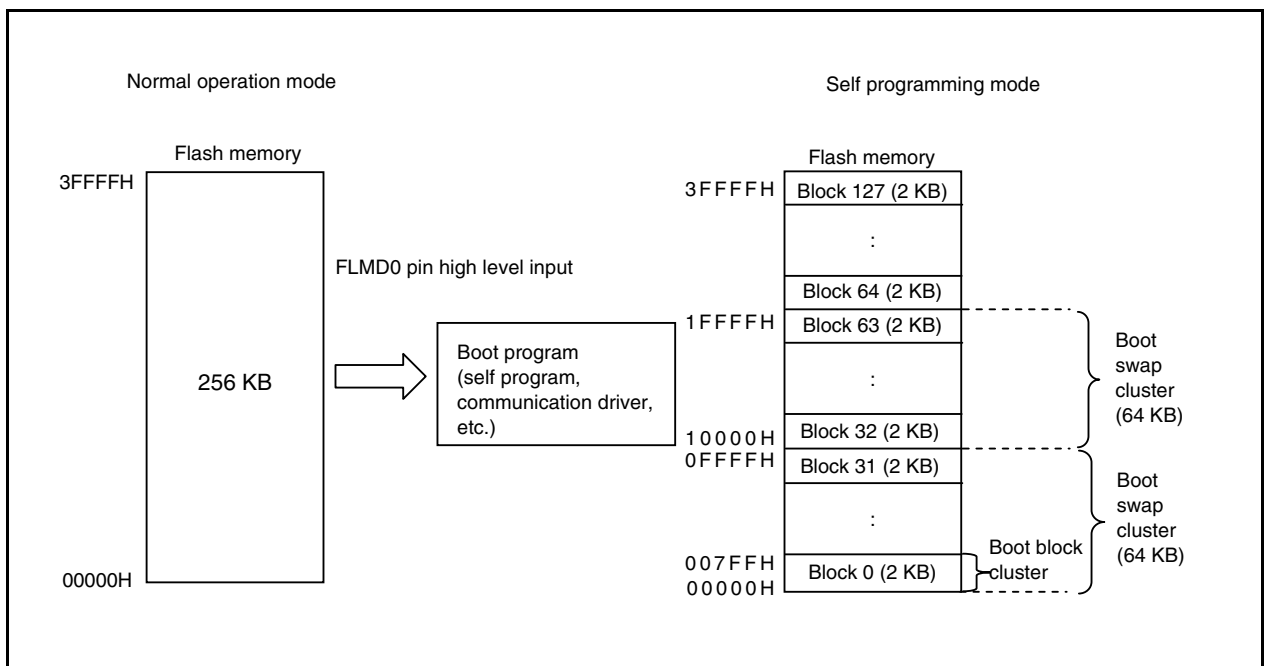 Normal operation mode
Self programming mode
Flash memory
3FFFFH
256 KB
00000H
FLMD0 pin high level input
Boot program
(self program,
communication driver,
etc.)
Flash memory
3FFFFH
Block 127 (2 KB)
:
Block 64 (2 KB)
1FFFFH
Block 63 (2 KB)
:
10000H
Block 32 (2 KB)
0FFFFH
Block 31 (2 KB)
:
007FFH
Block 0 (2 KB)
00000H
Boot block
cluster
Boot
swap
cluster
(64 KB)
Boot
swap
cluster
(64 KB)